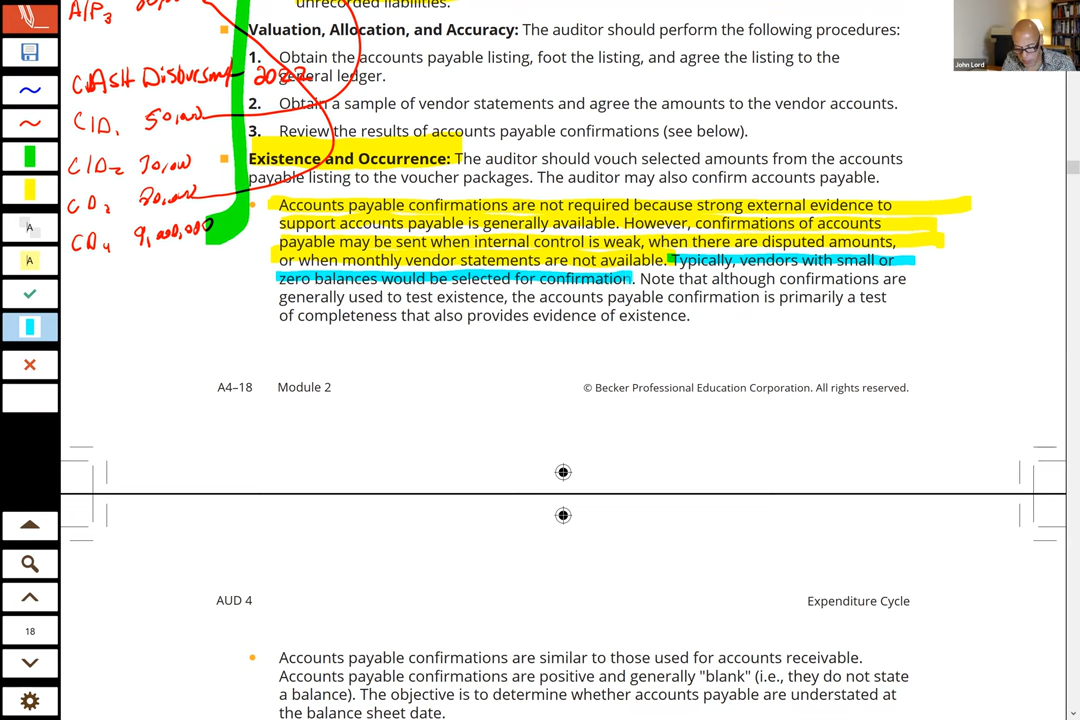 A/P3
unrecorded liabilities.
Valuation, Allocation, and Accuracy: The auditor should perform the following procedures:
1. Obtain the accounts payable listing, foot the listing, and agree the listing to the
general ledger.
2. Obtain a sample of vendor statements and agree the amounts to the vendor accounts.
3. Review the results of accounts payable confirmations (see below).
Existence and Occurrence: The auditor should vouch selected amounts from the accounts
payable listing to the voucher packages. The auditor may also confirm accounts payable.
Accounts payable confirmations are not required because strong external evidence to
support accounts payable is generally available. However, confirmations of accounts
payable may be sent when internal control is weak, when there are disputed amounts,
or when monthly vendor statements are not available. Typically, vendors with small or
zero balances would be selected for confirmation. Note that although confirmations are
generally used to test existence, the accounts payable confirmation is primarily a test
of completeness that also provides evidence of existence.
CASH Disbursement
CD1
CD2
CD3
CD4 9,000,000
A4–18 Module 2 © Becker Professional Education Corporation. All rights reserved.
AUD 4 Expenditure Cycle
Accounts payable confirmations are similar to those used for accounts receivable.
Accounts payable confirmations are positive and generally "blank" (i.e., they do not state
a balance). The objective is to determine whether accounts payable are understated at
the balance sheet date.
A
A
18
John Lord